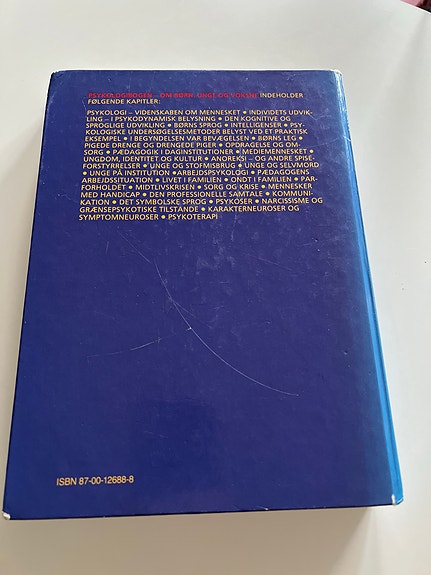 PSYKOLOGIBOGEN – OM BØRN, UNGE OG VOKSNE INDEHOLDER
FØLGENDE KAPITLER:
PSYKOLOGI – VIDENSKABEN OM MENNESKET • INDIVIDETS UDVIK-
LING – I PSYKODYNAMISK BELYSNING • DEN KOGNITIVE OG
SPROGLIGE UDVIKLING • BØRNS SPROG • INTELLIGENSER • PSY-
KOLOGISKE UNDERSØGELSESMETODER BELYST VED ET PRAKTISK
EKSEMPEL • I BEGYNDELSEN VAR BEVÆGELSEN • BØRNS LEG •
PIGEDE DRENGE OG DRENGEDE PIGER • OPDRAGELSE OG OM-
SORG • PÆDAGOGIK I DAGINSTITUTIONER • MEDIEMENNESKET •
UNGDOM, IDENTITET OG KULTUR • ANOREKSI – OG ANDRE SPISE-
FORSTYRRELSER • UNGE OG STOFMISBRUG • UNGE OG SELVMORD
• UNGE PÅ INSTITUTION • ARBEJDSPSYKOLOGI • PÆDAGOGENS
ARBEJDSSITUATION • LIVET I FAMILIEN • ONDT I FAMILIEN • PAR-
FORHOLDET • MIDTLIVSKRISEN • SORG OG KRISE • MENNESKER
MED HANDICAP • DEN PROFESSIONELLE SAMTALE • KOMMUNI-
KATION • DET SYMBOLSKE SPROG • PSYKOSER • NARCISSISME OG
GRÆNSEPSYKOTISKE TILSTANDE • KARAKTERNEUROSER OG
SYMPTOMNEUROSER • PSYKOTERAPI
ISBN 87-00-12688-8